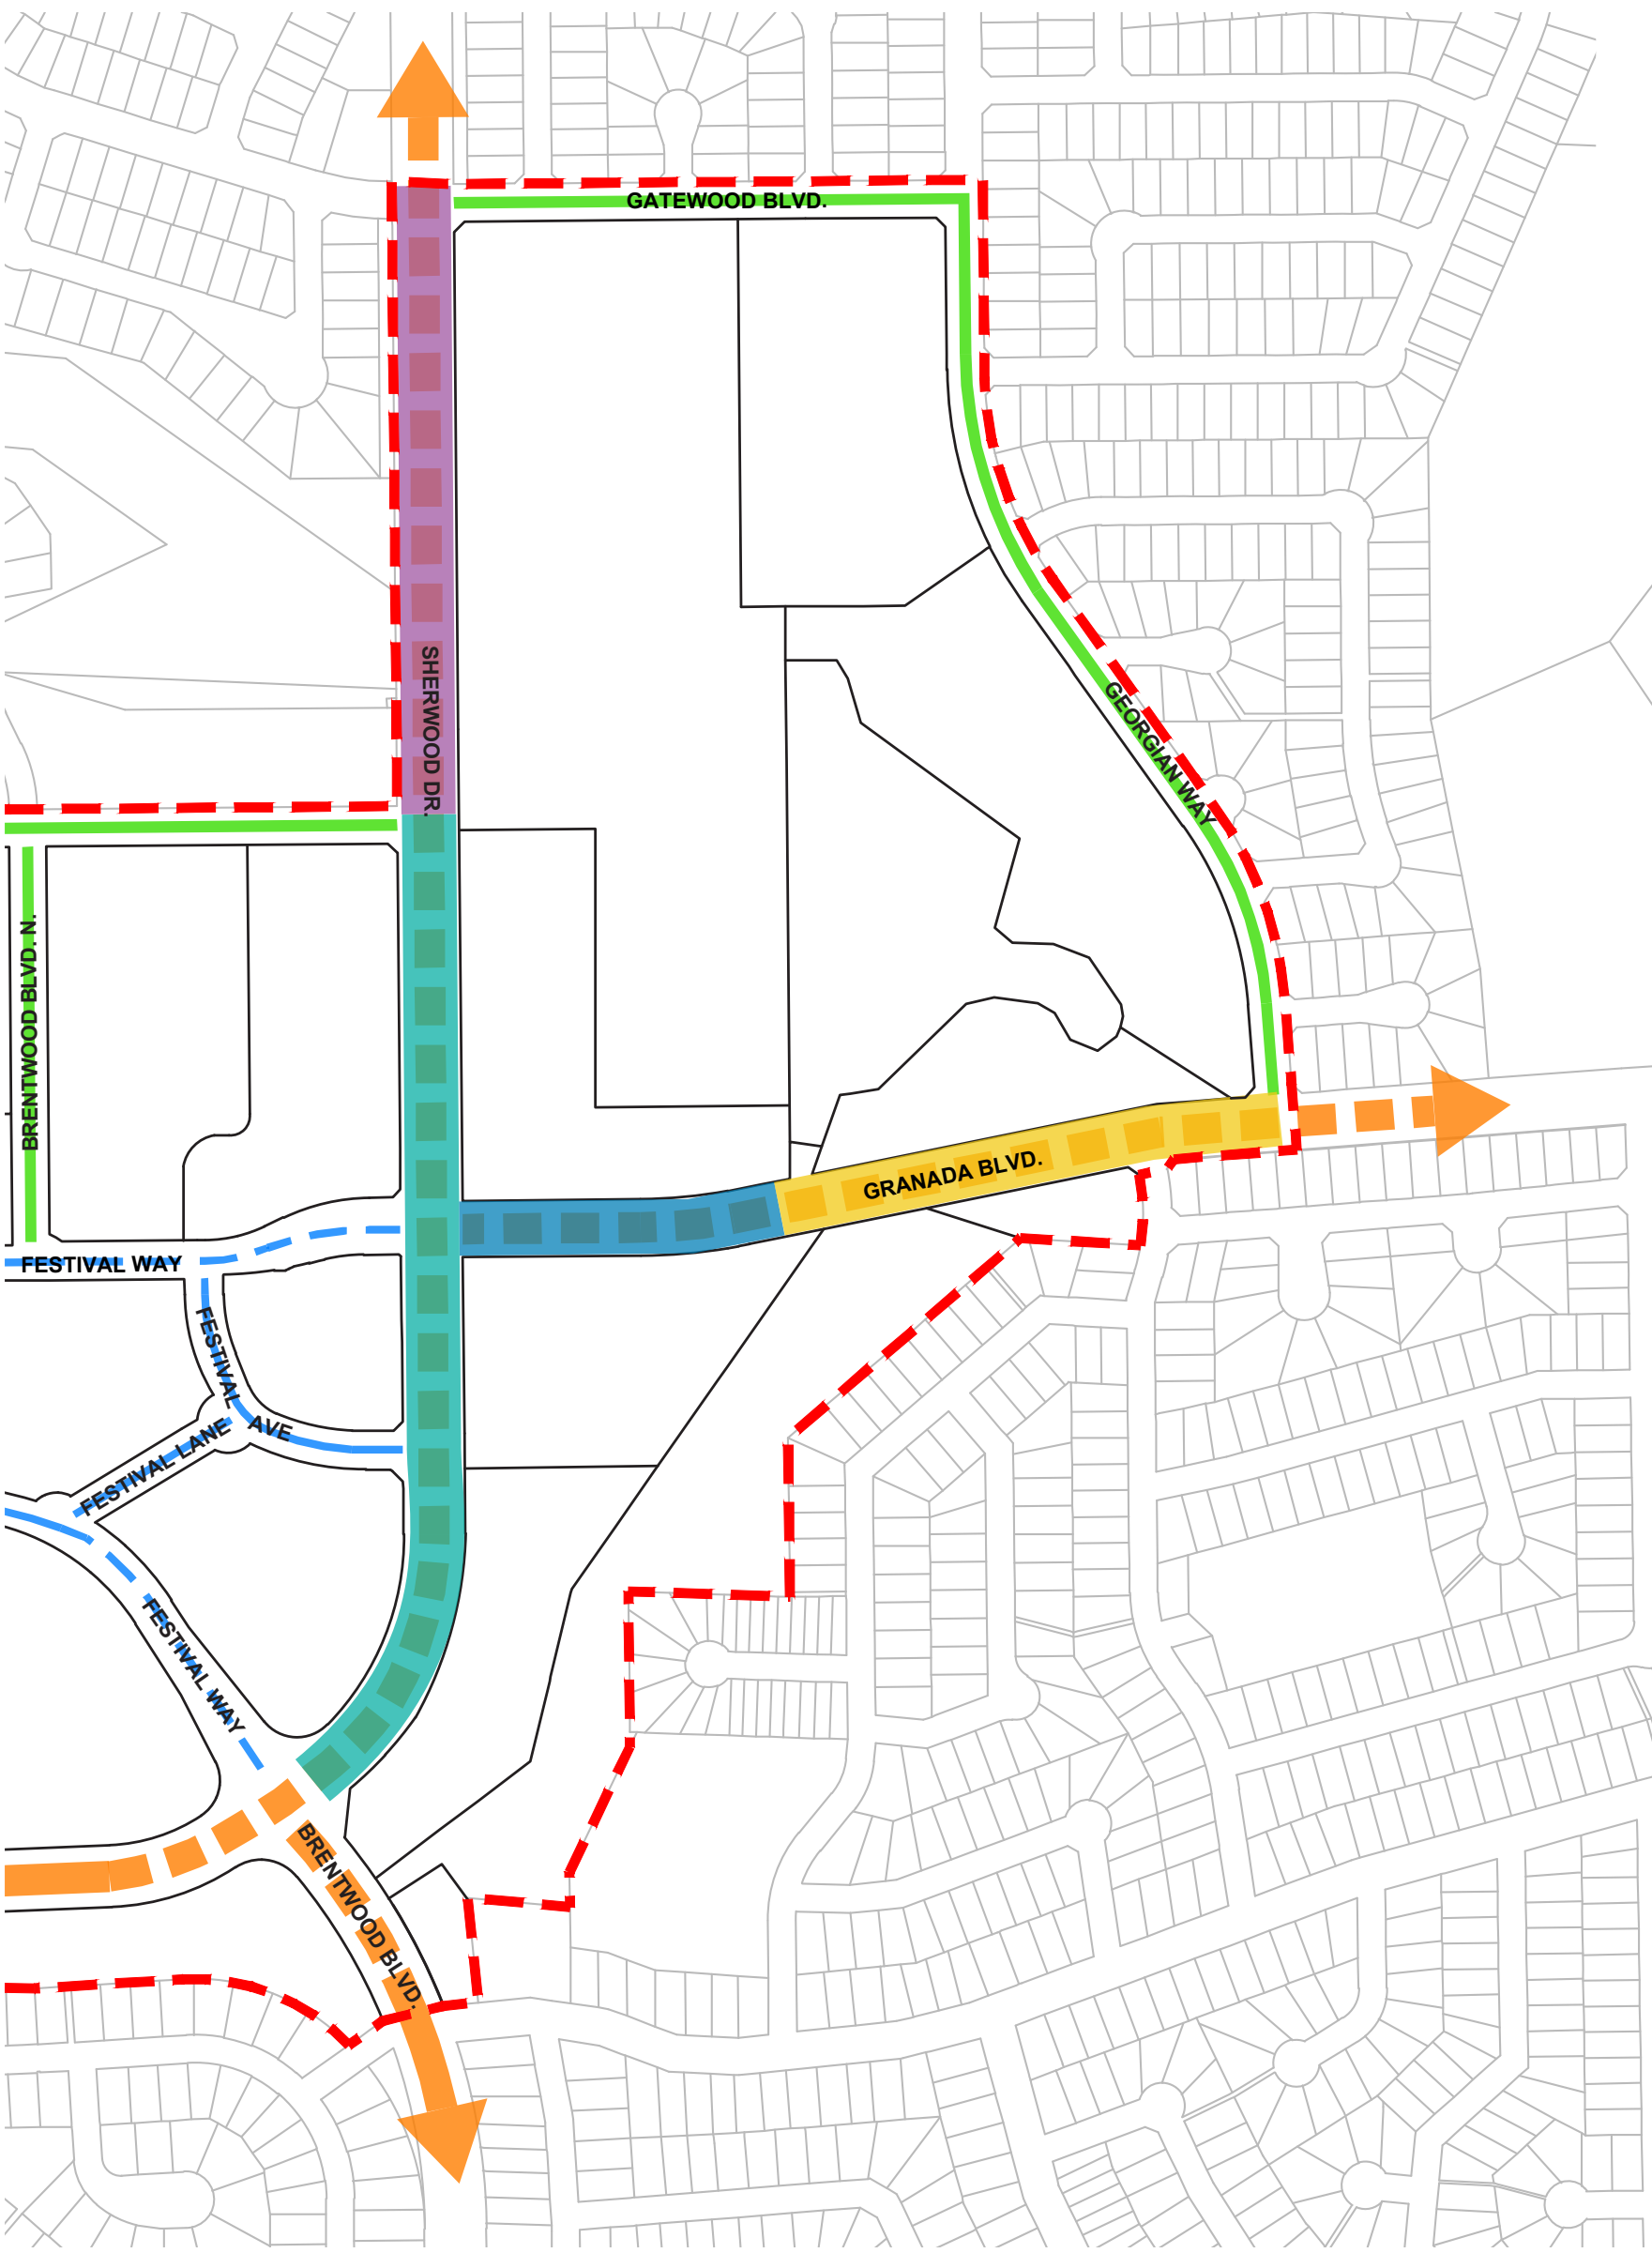 GATEWOOD BLVD.
SHERWOOD DR.
GEORGIAN WAY
BRENTWOOD BLVD. N.
GRANADA BLVD.
FESTIVAL WAY
FESTIVAL
AVE
FESTIVAL LANE
FESTIVAL WAY
BRENTWOOD BLVD.